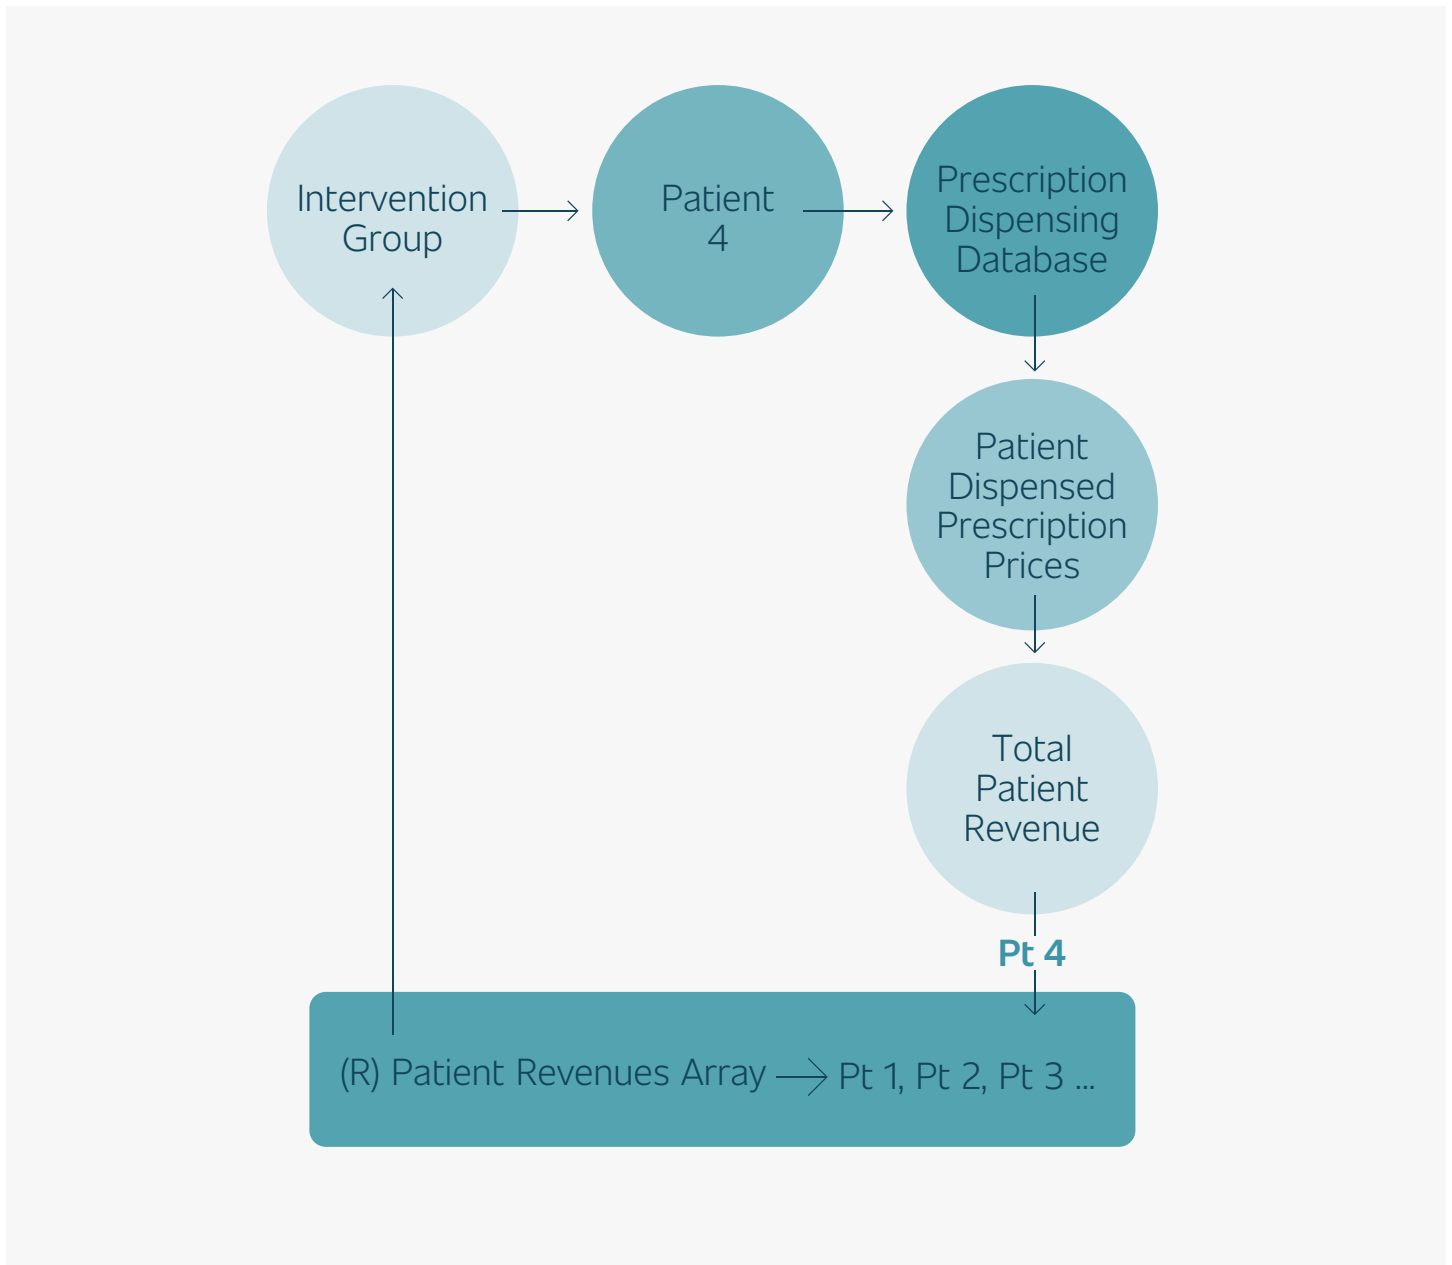 Intervention
Group
Patient
4
Prescription
Dispensing
Database
Patient
Dispensed
Prescription
Prices
Total
Patient
Revenue
Pt 4
(R) Patient Revenues Array
Pt 1, Pt 2, Pt 3 ...